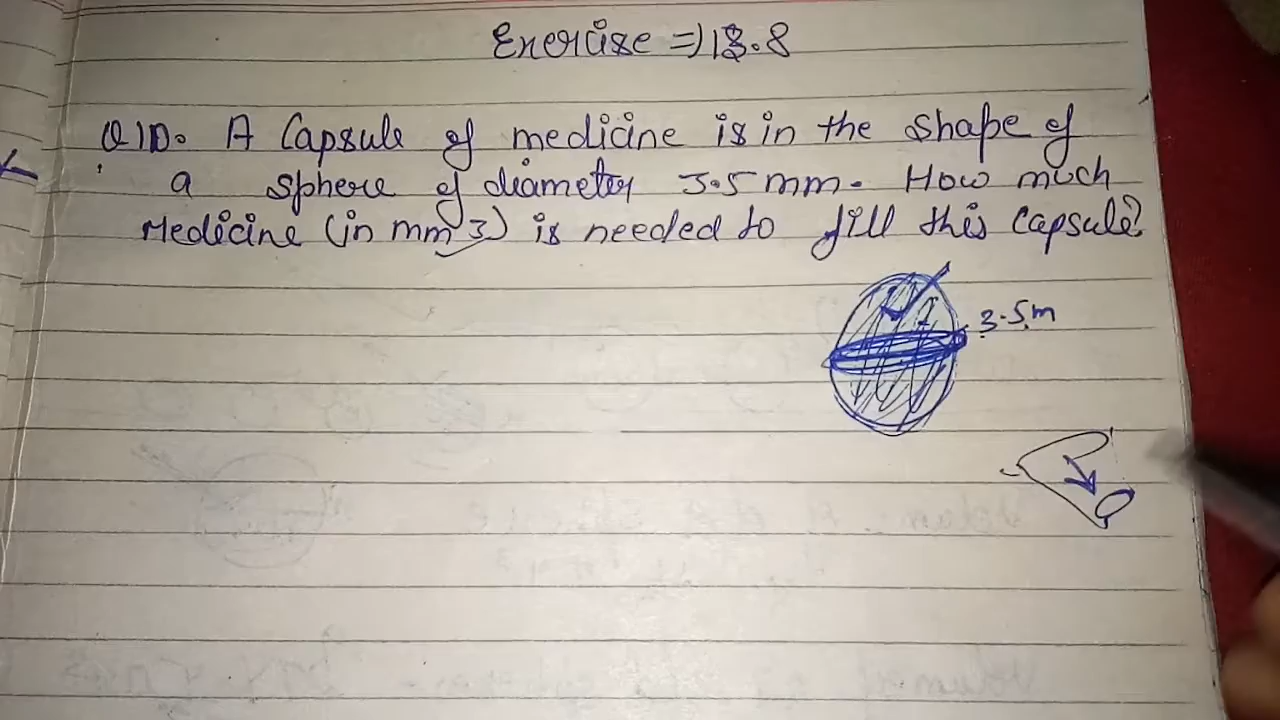 Exercise => 13.8
Q10. A Capsule of medicine is in the shape of
a sphere of diameter 3.5 mm. How much
Medicine (in mm3) is needed to fill this capsule?
3.5m